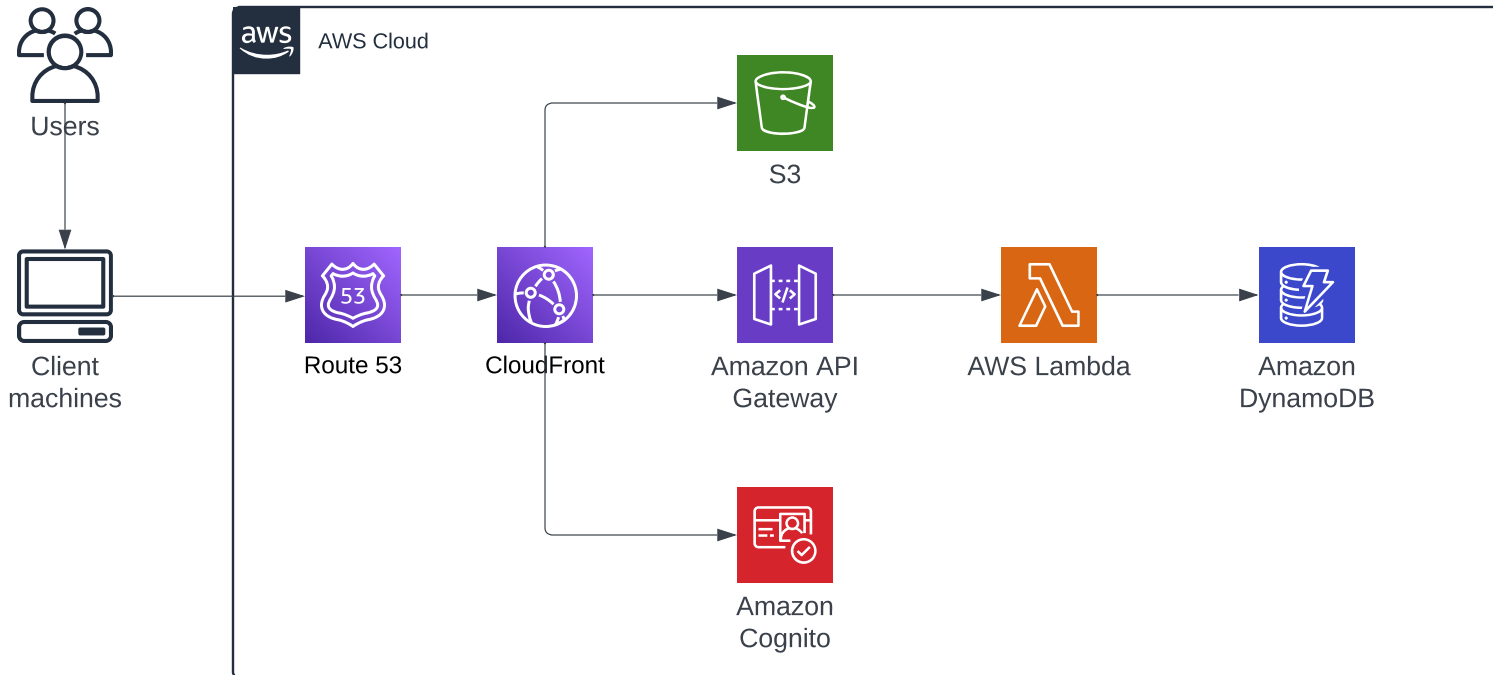 aws
AWS Cloud
Users
S3
53
</>
Client
machines
Route 53
CloudFront
Amazon API
Gateway
AWS Lambda
Amazon
DynamoDB
Amazon
Cognito